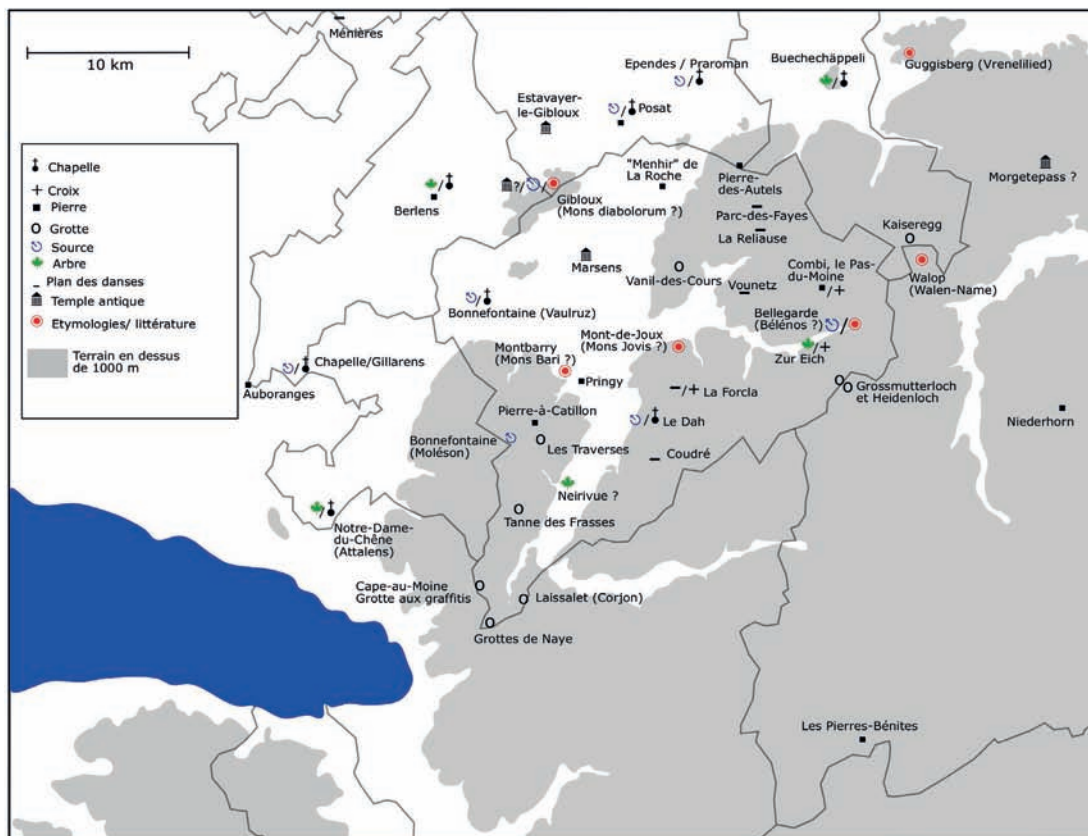 Ménières
10 km
Ependes / Praroman
Buechechäppeli
Guggisberg (Vrenelilied)
Estavayer-
le-Gibloux
Posat
Chapelle
Croix
Pierre
Grotte
Source
Arbre
Plan des danses
Temple antique
Etymologies/ littérature
Terrain en dessus
de 1000 m
Berlens
?/
Gibloux
(Mons diabolorum ?)
"Menhir" de
La Roche
Pierre-
des-Autels
Parc-des-Fayes
La Reliause
Morgetepass ?
Kaiseregg
Walop
(Walen-Name)
Marsens
Vanil-des-Cours
Vounetz
Combi, le Pas-
du-Moine
Bonnefontaine (Vaulruz)
Bellegarde
(Bélénos ?)
Zur Eich
Montbarry
(Mons Bari ?)
Mont-de-Joux
(Mons Jovis ?)
Chapelle/Gillarens
Auboranges
Pringy
La Forcla
Grossmutterloch
et Heidenloch
Niederhorn
Pierre-à-Catillon
Le Dah
Bonnefontaine
(Moléson)
Les Traverses
Coudré
Neirivue ?
Tanne des Frasses
Notre-Dame-
du-Chêne
(Attalens)
Cape-au-Moine
Grotte aux graffitis
Laissalet (Corjon)
Grottes de Naye
Les Pierres-Bénites